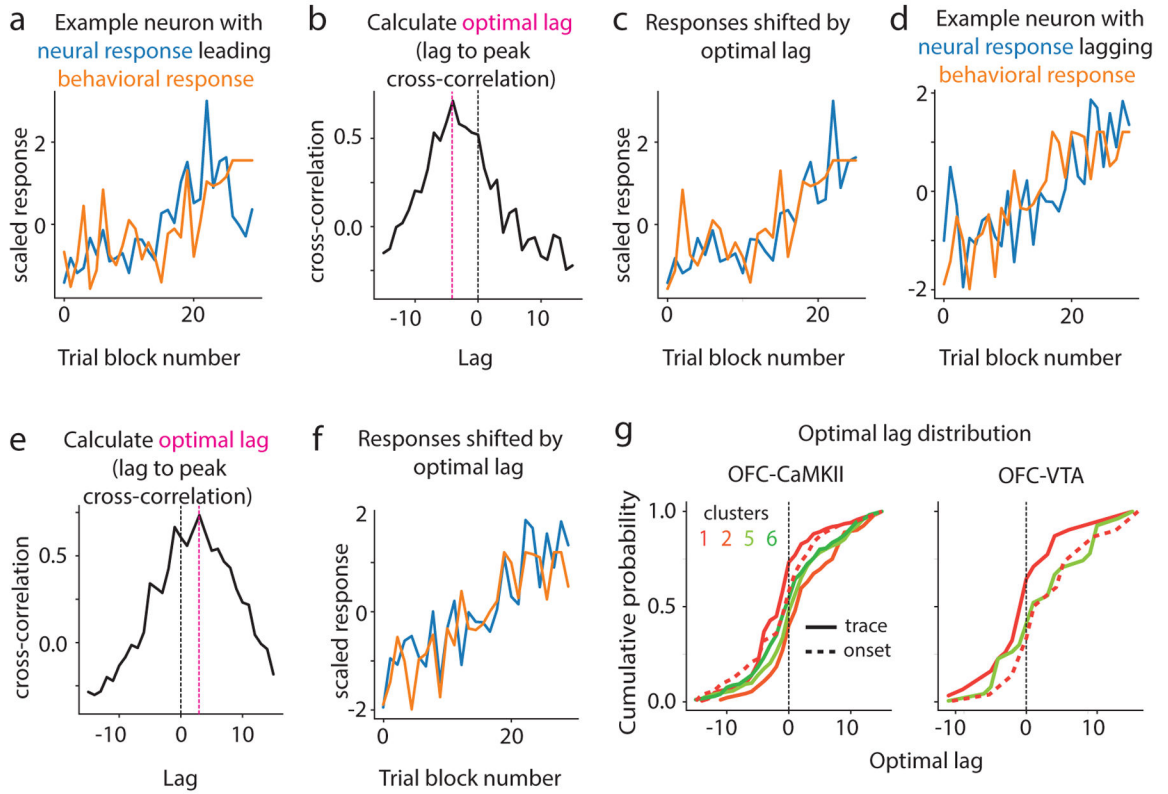 a
Example neuron with
neural response leading
behavioral response
scaled response
2
0
0
20
Trial block number
b
Calculate optimal lag
(lag to peak
cross-correlation)
cross-correlation
0.5
0.0
-10
0
10
Lag
c
Responses shifted by
optimal lag
scaled response
2
0
0
20
Trial block number
d
Example neuron with
neural response lagging
behavioral response
2
0
-2
0
20
Trial block number
e
Calculate optimal lag
(lag to peak
cross-correlation)
cross-correlation
0.5
0.0
-10
0
10
Lag
f
Responses shifted by
optimal lag
scaled response
2
0
-2
0
20
Trial block number
g
Optimal lag distribution
OFC-CaMKII
OFC-VTA
Cumulative probability
1.0
0.5
0.0
clusters
1 2 5 6
trace
onset
-10
0
10
-10
0
10
Optimal lag